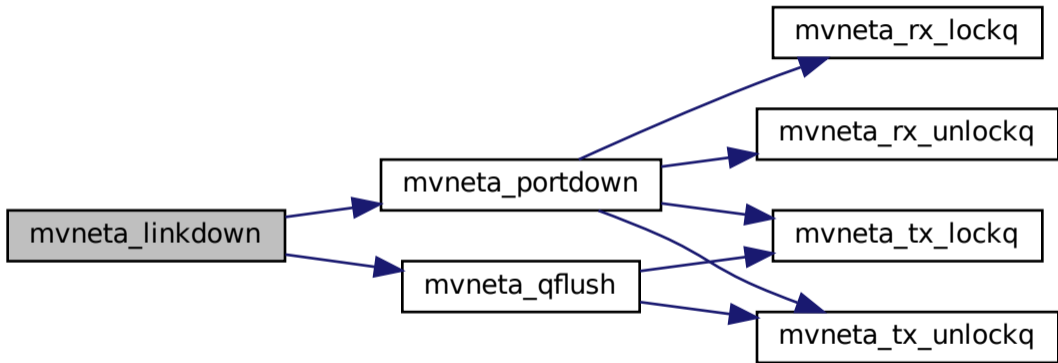 mvneta_rx_lockq
mvneta_rx_unlockq
mvneta_portdown
mvneta_linkdown
mvneta_tx_lockq
mvneta_qflush
mvneta_tx_unlockq